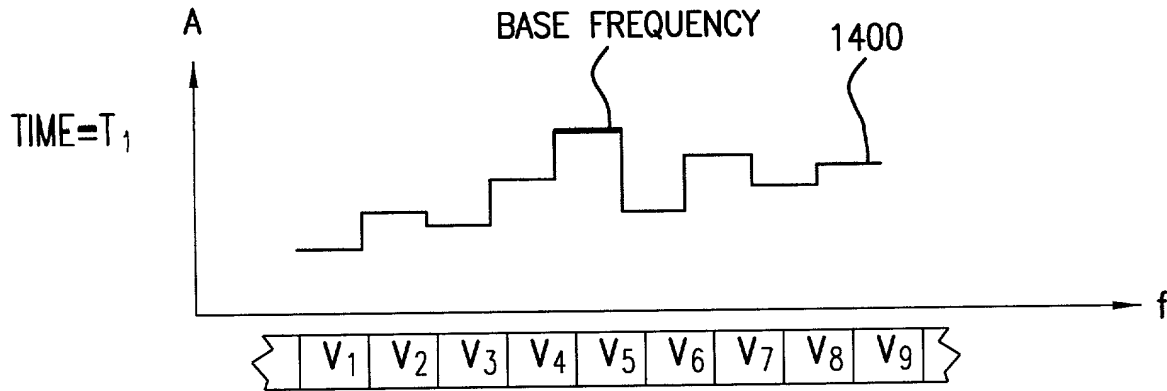 A
BASE FREQUENCY
1400
TIME=T₁
f
V₁ V₂ V₃ V₄ V₅ V₆ V₇ V₈ V₉